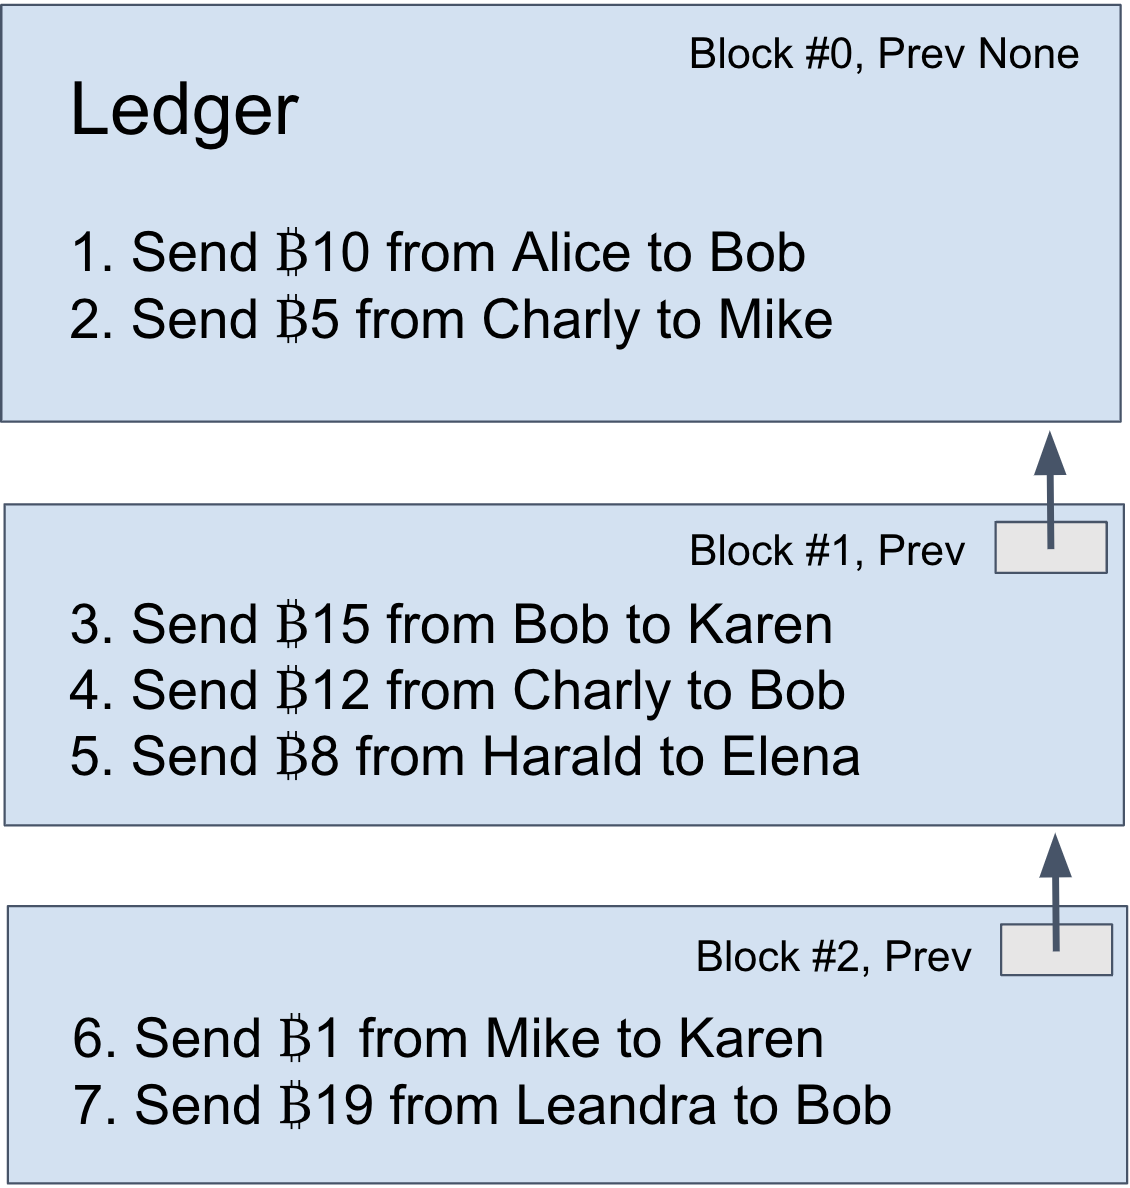 Block #0, Prev None
Ledger
1. Send ₿10 from Alice to Bob
2. Send ₿5 from Charly to Mike
Block #1, Prev
3. Send ₿15 from Bob to Karen
4. Send ₿12 from Charly to Bob
5. Send ₿8 from Harald to Elena
Block #2, Prev
6. Send ₿1 from Mike to Karen
7. Send ₿19 from Leandra to Bob